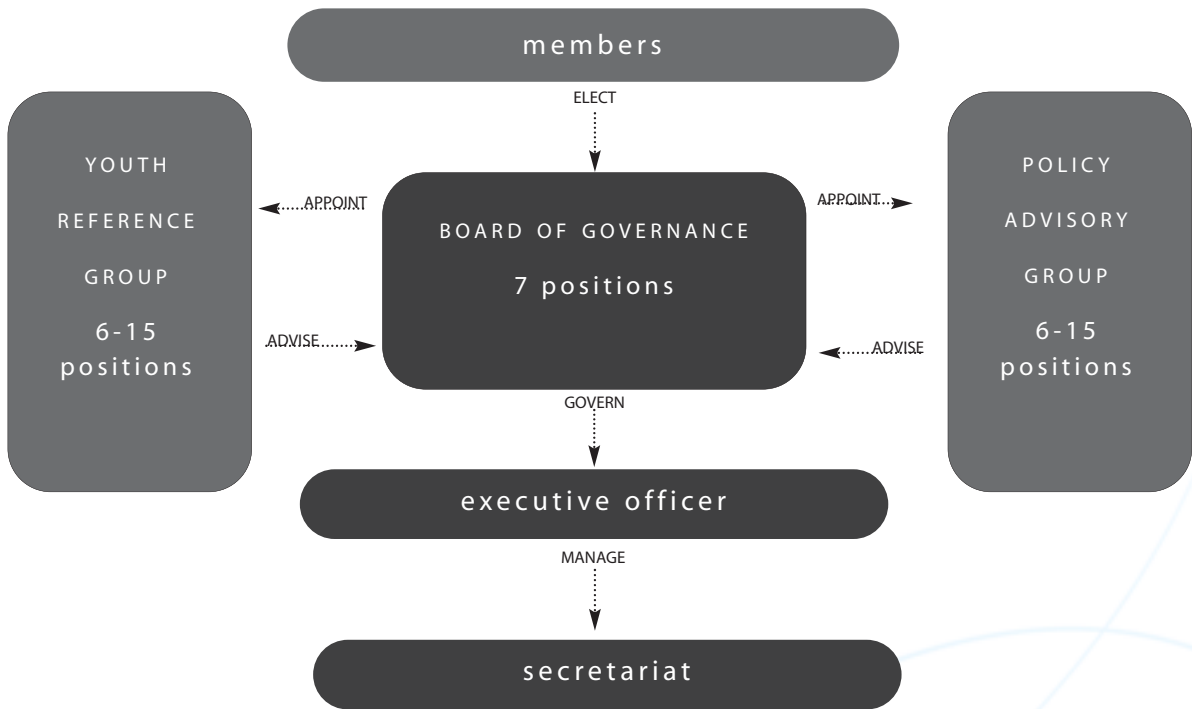 members
ELECT
YOUTH
REFERENCE
GROUP
6-15
positions
APPOINT
ADVISE
BOARD OF GOVERNANCE
7 positions
APPOINT
ADVISE
POLICY
ADVISORY
GROUP
6-15
positions
GOVERN
executive officer
MANAGE
secretariat